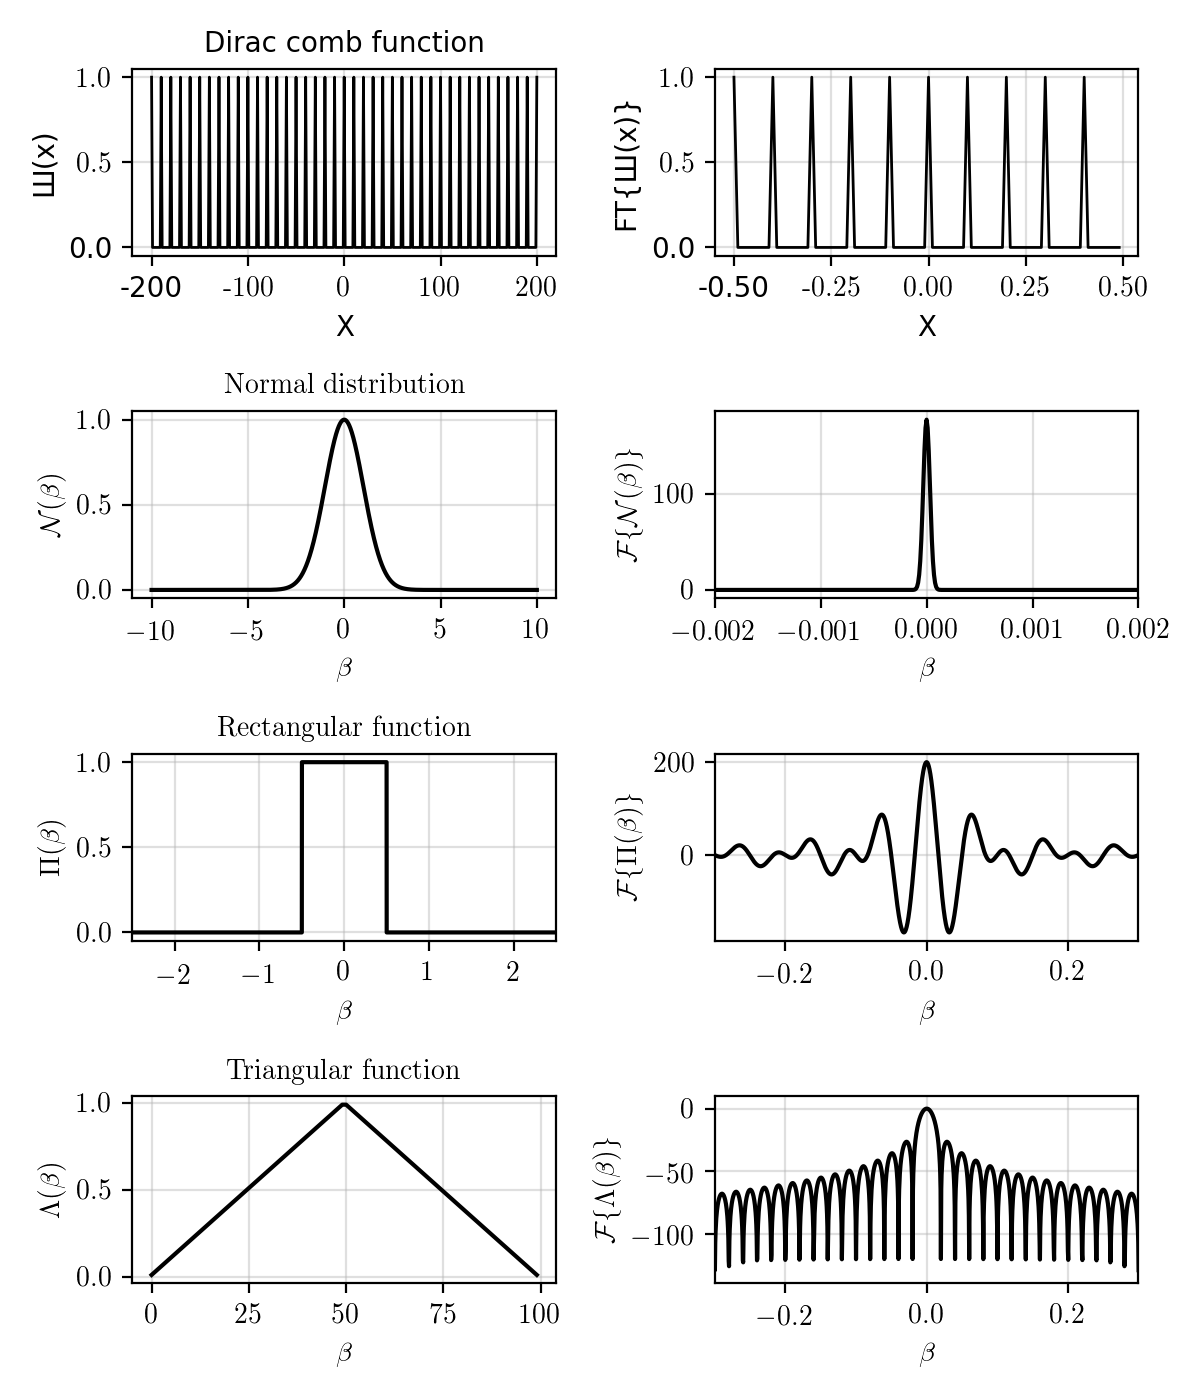 Dirac comb function
Ш(x)
1.0
0.5
0.0
-200 -100 0 100 200
X
FT{Ш(x)}
1.0
0.5
0.0
-0.50 -0.25 0.00 0.25 0.50
X
Normal distribution
𝒩(β)
1.0
0.5
0.0
−10 −5 0 5 10
β
ℱ{𝒩(β)}
100
0
−0.002 −0.001 0.000 0.001 0.002
β
Rectangular function
Π(β)
1.0
0.5
0.0
−2 −1 0 1 2
β
ℱ{Π(β)}
200
0
−0.2 0.0 0.2
β
Triangular function
Λ(β)
1.0
0.5
0.0
0 25 50 75 100
β
ℱ{Λ(β)}
0
−50
−100
−0.2 0.0 0.2
β